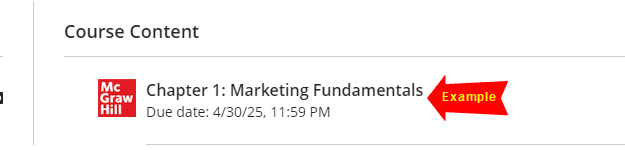 Course Content
Mc
Graw
Hill
Chapter 1: Marketing Fundamentals
Example
Due date: 4/30/25, 11:59 PM